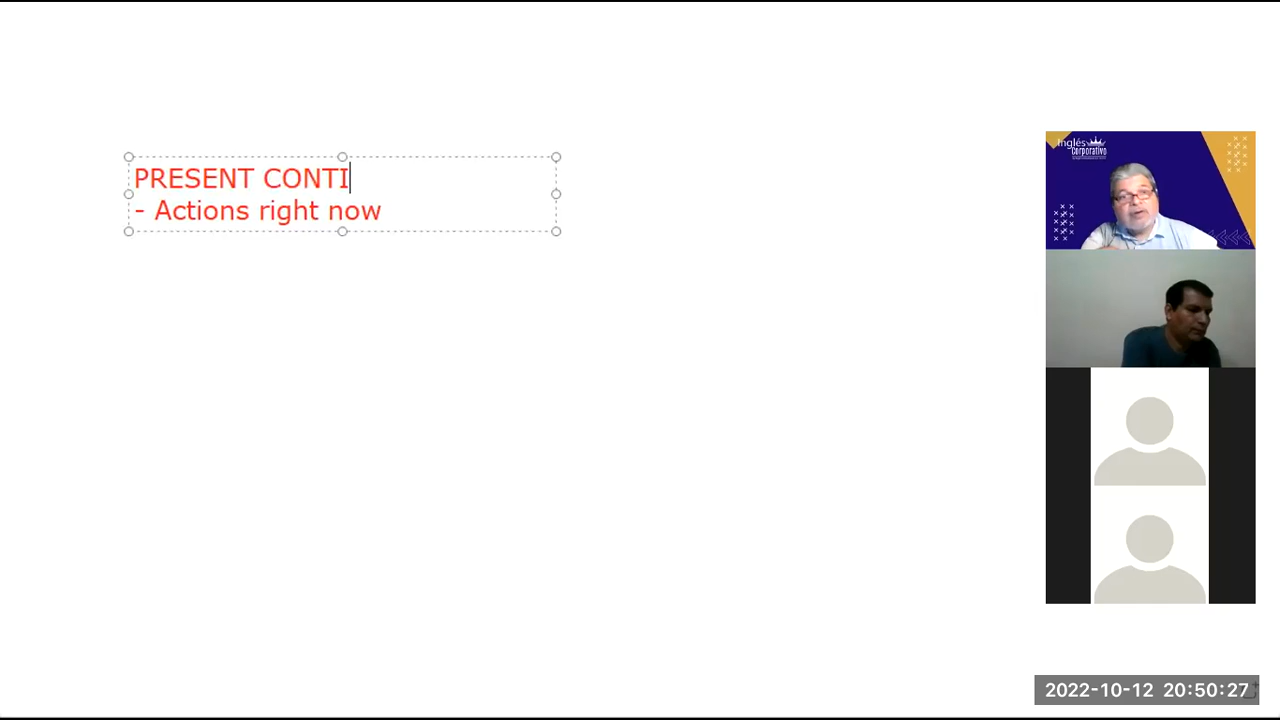 PRESENT CONTI
- Actions right now
Inglés
Corporativo
2022-10-12 20:50:27